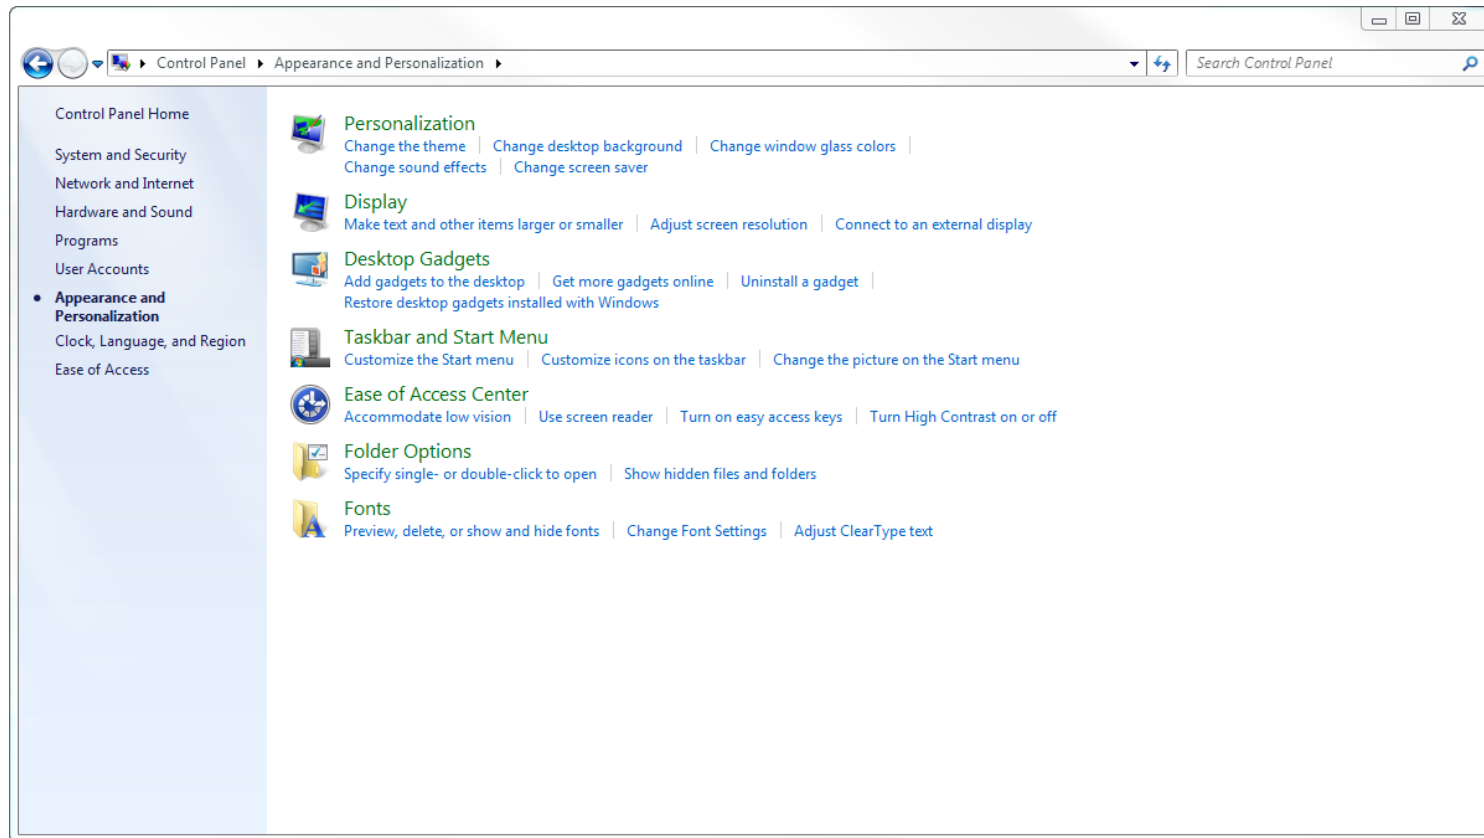 Control Panel Appearance and Personalization Search Control Panel
Control Panel Home
System and Security
Network and Internet
Hardware and Sound
Programs
User Accounts
Appearance and
Personalization
Clock, Language, and Region
Ease of Access
Personalization
Change the theme Change desktop background Change window glass colors
Change sound effects Change screen saver
Display
Make text and other items larger or smaller Adjust screen resolution Connect to an external display
Desktop Gadgets
Add gadgets to the desktop Get more gadgets online Uninstall a gadget
Restore desktop gadgets installed with Windows
Taskbar and Start Menu
Customize the Start menu Customize icons on the taskbar Change the picture on the Start menu
Ease of Access Center
Accommodate low vision Use screen reader Turn on easy access keys Turn High Contrast on or off
Folder Options
Specify single- or double-click to open Show hidden files and folders
Fonts
Preview, delete, or show and hide fonts Change Font Settings Adjust ClearType text